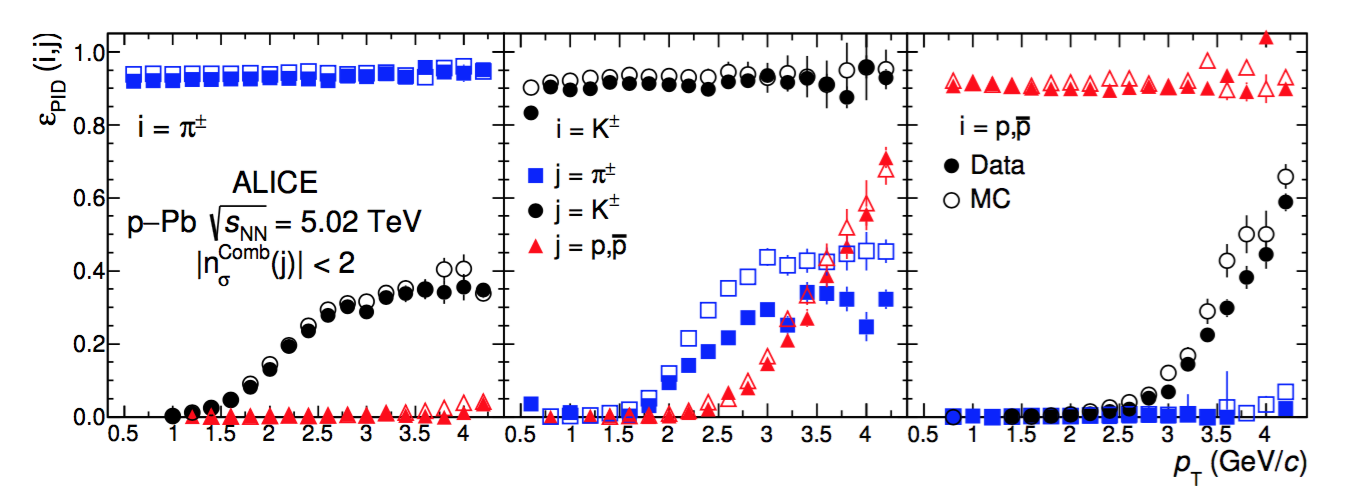 ε_PID (i,j)
1.0
0.8
0.6
0.4
0.2
0.0
i = π±
ALICE
p–Pb √s_NN = 5.02 TeV
|n_σ^Comb(j)| < 2
0.5 1 1.5 2 2.5 3 3.5 4
i = K±
j = π±
j = K±
j = p,p̅
0.5 1 1.5 2 2.5 3 3.5 4
i = p,p̅
Data
MC
0.5 1 1.5 2 2.5 3 3.5 4
p_T (GeV/c)